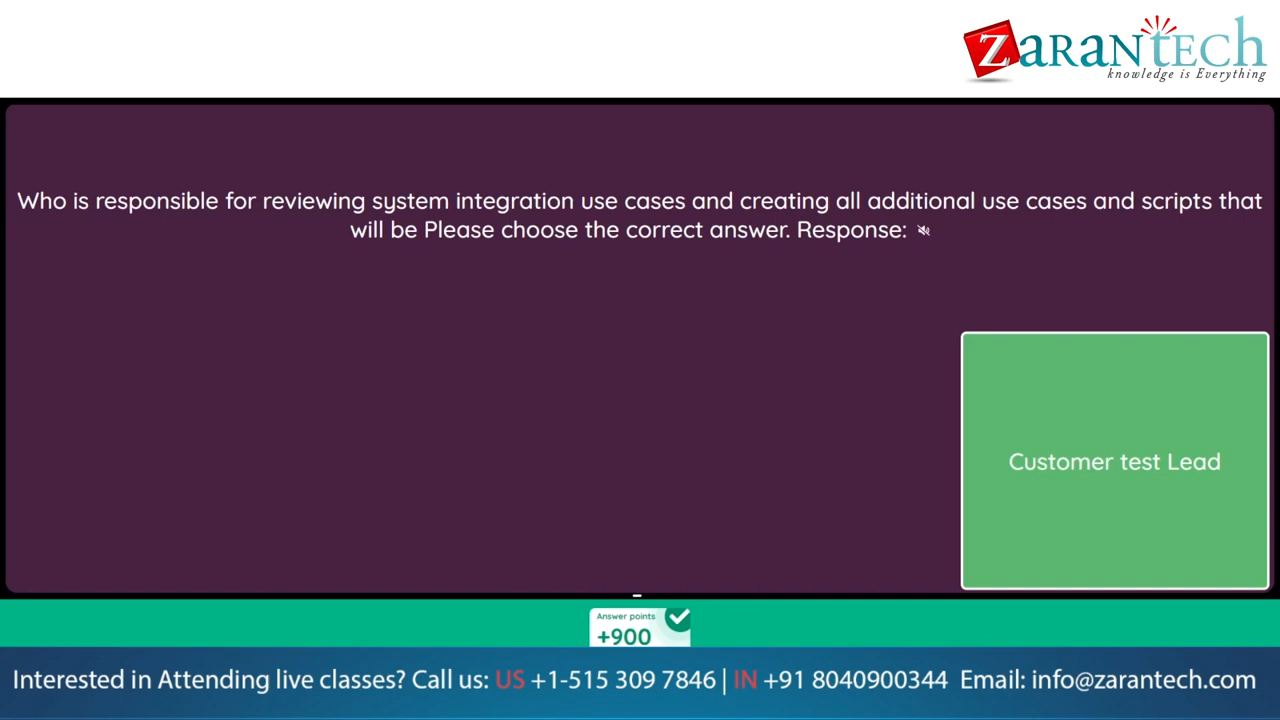 ZARANTECH
knowledge is Everything
Who is responsible for reviewing system integration use cases and creating all additional use cases and scripts that
will be Please choose the correct answer. Response:
Customer test Lead
Answer points
+900
Interested in Attending live classes? Call us: US +1-515 309 7846 | IN +91 8040900344 Email: info@zarantech.com